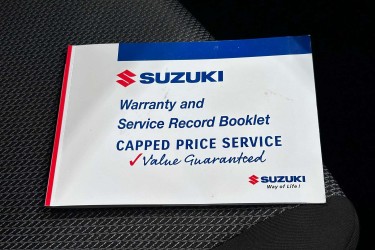 SUZUKI
Warranty and
Service Record Booklet
CAPPED PRICE SERVICE
✓Value Guaranteed
SUZUKI
Way of Life!